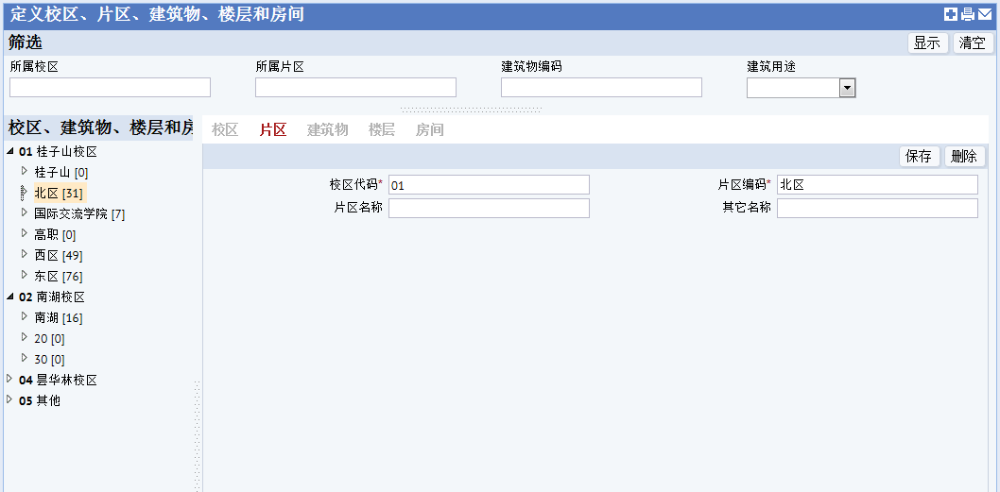 定义校区、片区、建筑物、楼层和房间
筛选 显示 清空
所属校区 所属片区 建筑物编码 建筑用途
校区、建筑物、楼层和房
校区 片区 建筑物 楼层 房间
保存 删除
01 桂子山校区
桂子山 [0]
北区 [31]
国际交流学院 [7]
高职 [0]
西区 [49]
东区 [76]
02 南湖校区
南湖 [16]
20 [0]
30 [0]
04 昙华林校区
05 其他
校区代码* 01 片区编码* 北区
片区名称 其它名称